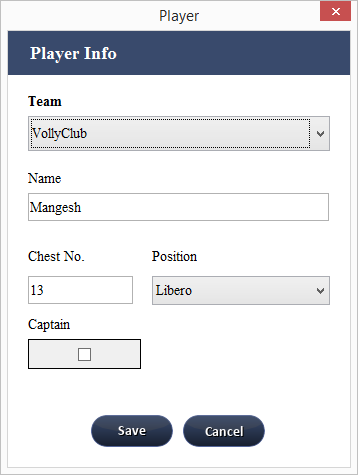 Player
Player Info
Team
VollyClub
Name
Mangesh
Chest No. Position
13 Libero
Captain
Save Cancel